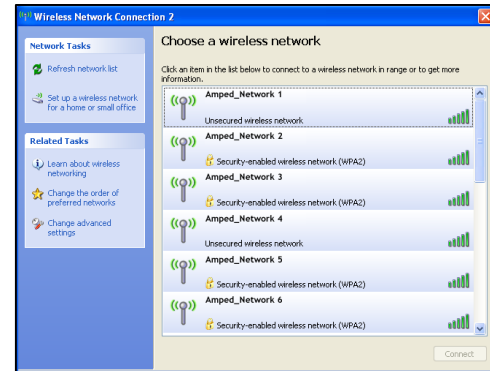 Wireless Network Connection 2
Network Tasks
Refresh network list
Set up a wireless network
for a home or small office
Related Tasks
Learn about wireless
networking
Change the order of
preferred networks
Change advanced
settings
Choose a wireless network
Click an item in the list below to connect to a wireless network in range or to get more
information.
Amped_Network 1
Unsecured wireless network
Amped_Network 2
Security-enabled wireless network (WPA2)
Amped_Network 3
Security-enabled wireless network (WPA2)
Amped_Network 4
Unsecured wireless network
Amped_Network 5
Security-enabled wireless network (WPA2)
Amped_Network 6
Security-enabled wireless network (WPA2)
Connect